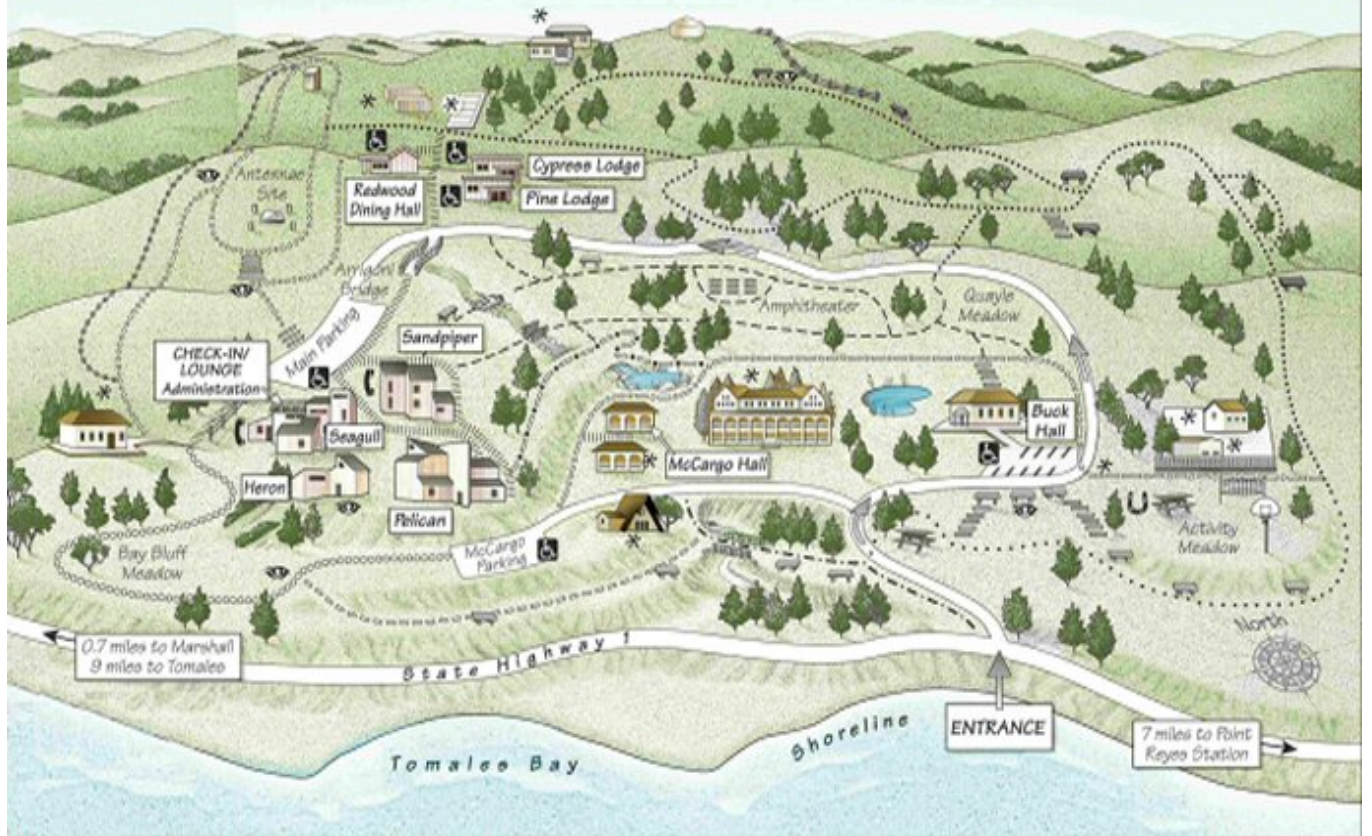 Cypress Lodge
Redwood
Dining Hall
Pine Lodge
Antennae
Site
Arrigoni
Bridge
Amphitheater
Quayle
Meadow
Main Parking
Sandpiper
CHECK-IN/
LOUNGE
Administration
Seagull
Buck
Hall
McCargo Hall
Heron
Pelican
Activity
Meadow
McCargo
Parking
Bay Bluff
Meadow
North
0.7 miles to Marshall
9 miles to Tomales
State Highway 1
ENTRANCE
7 miles to Point
Reyes Station
Shoreline
Tomales Bay